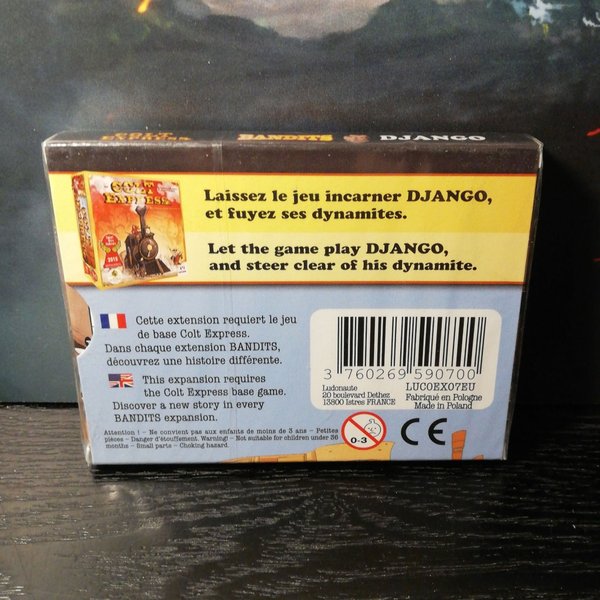 COLT EXPRESS BANDITS DJANGO
COLT
EXPRESS
Laissez le jeu incarner DJANGO,
et fuyez ses dynamites.
Let the game play DJANGO,
and steer clear of his dynamite.
Cette extension requiert le jeu
de base Colt Express.
Dans chaque extension BANDITS,
découvrez une histoire différente.
This expansion requires
the Colt Express base game.
Discover a new story in every
BANDITS expansion.
Attention ! – Ne convient pas aux enfants de moins de 3 ans – Petites
pièces – Danger d'étouffement. Warning! – Not suitable for children under 36
months – Small parts – Choking hazard.
3 760269 590700
Ludonaute
20 boulevard Dethez
13800 Istres FRANCE
LUC0EX07EU
Fabriqué en Pologne
Made in Poland
0-3
CE